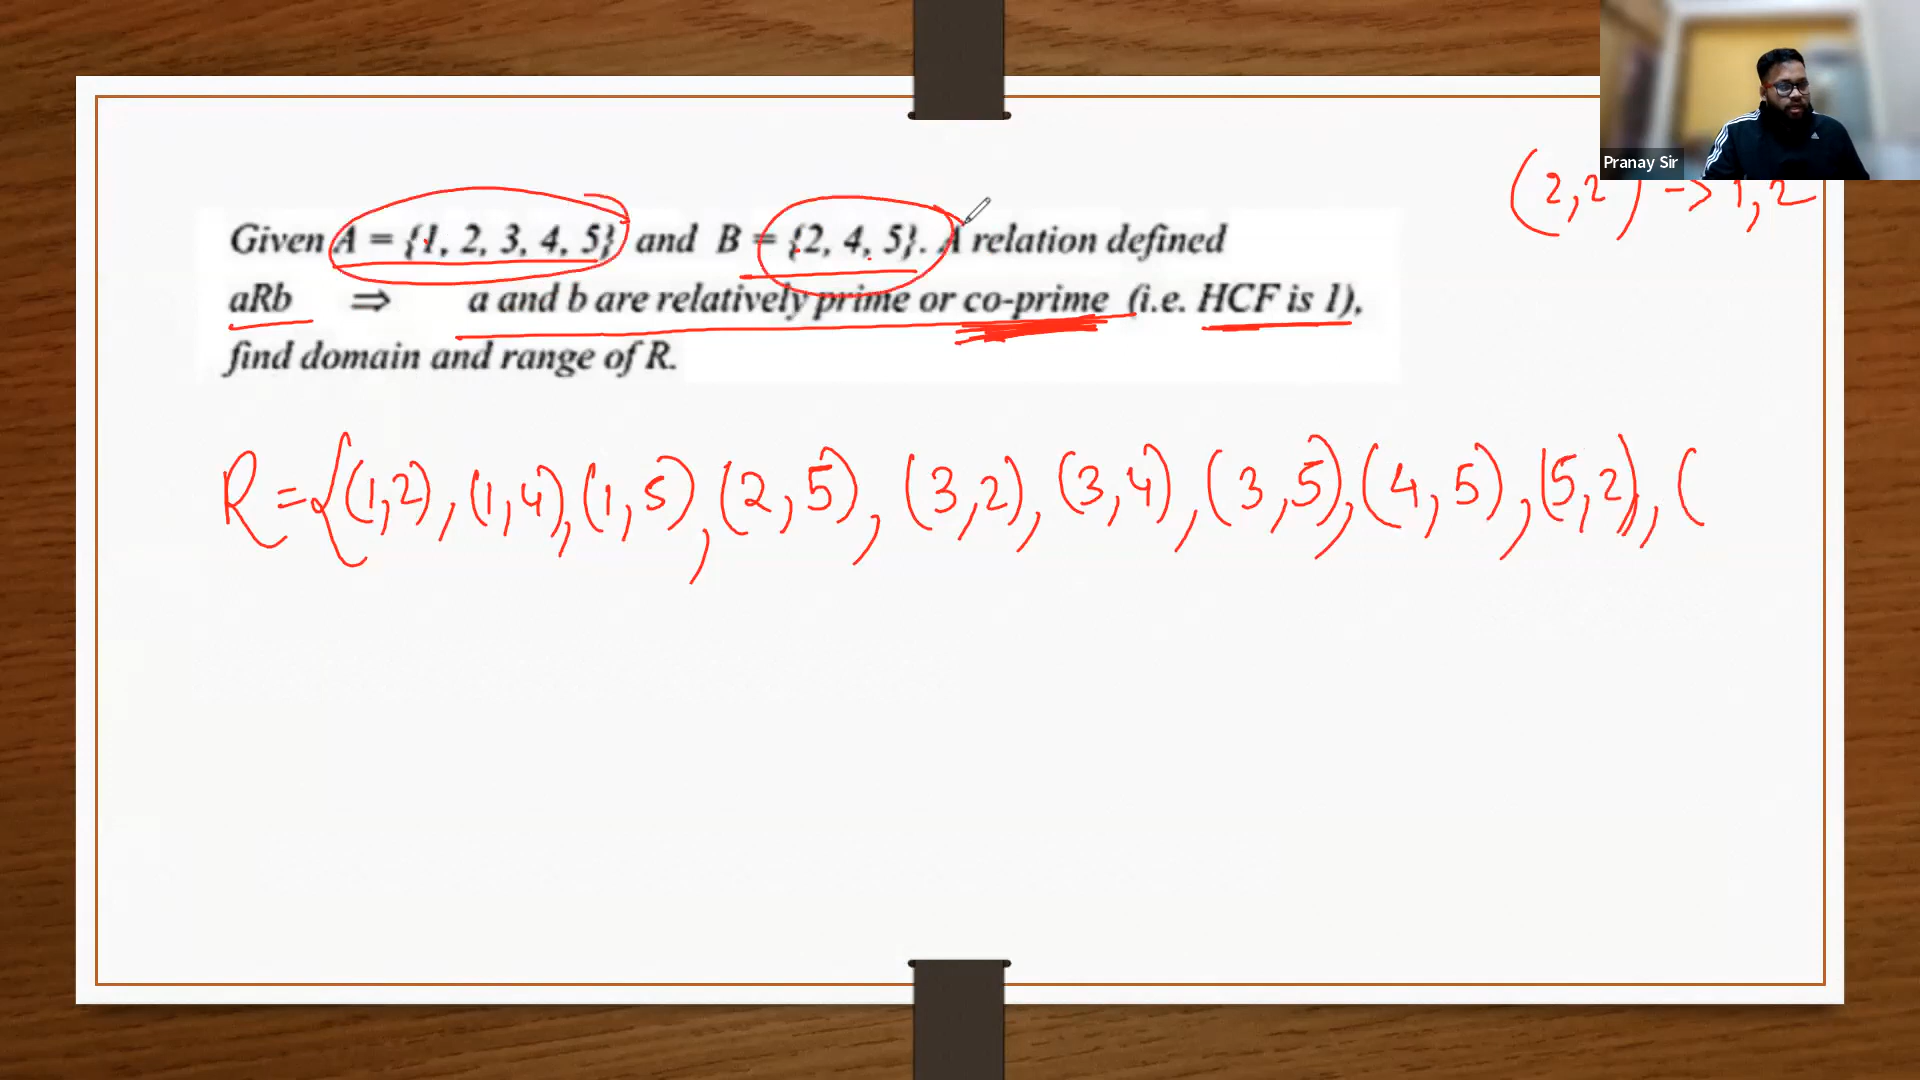 Pranay Sir
(2,2) -> 1,2
Given A = {1, 2, 3, 4, 5} and B = {2, 4, 5}. A relation defined
aRb ⇒ a and b are relatively prime or co-prime (i.e. HCF is 1),
find domain and range of R.
R = {(1,2), (1,4), (1,5), (2,5), (3,2), (3,4), (3,5), (4,5), (5,2), (